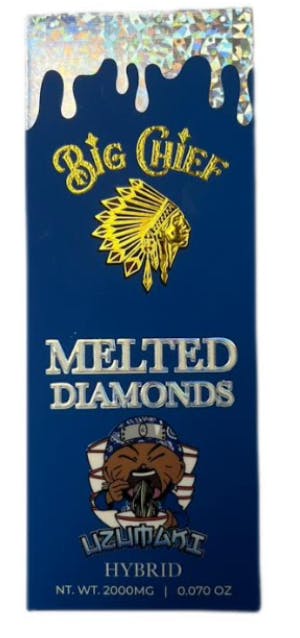 BIG CHIEF
MELTED
DIAMONDS
UZUMAKI
HYBRID
NT. WT. 2000MG | 0.070 OZ